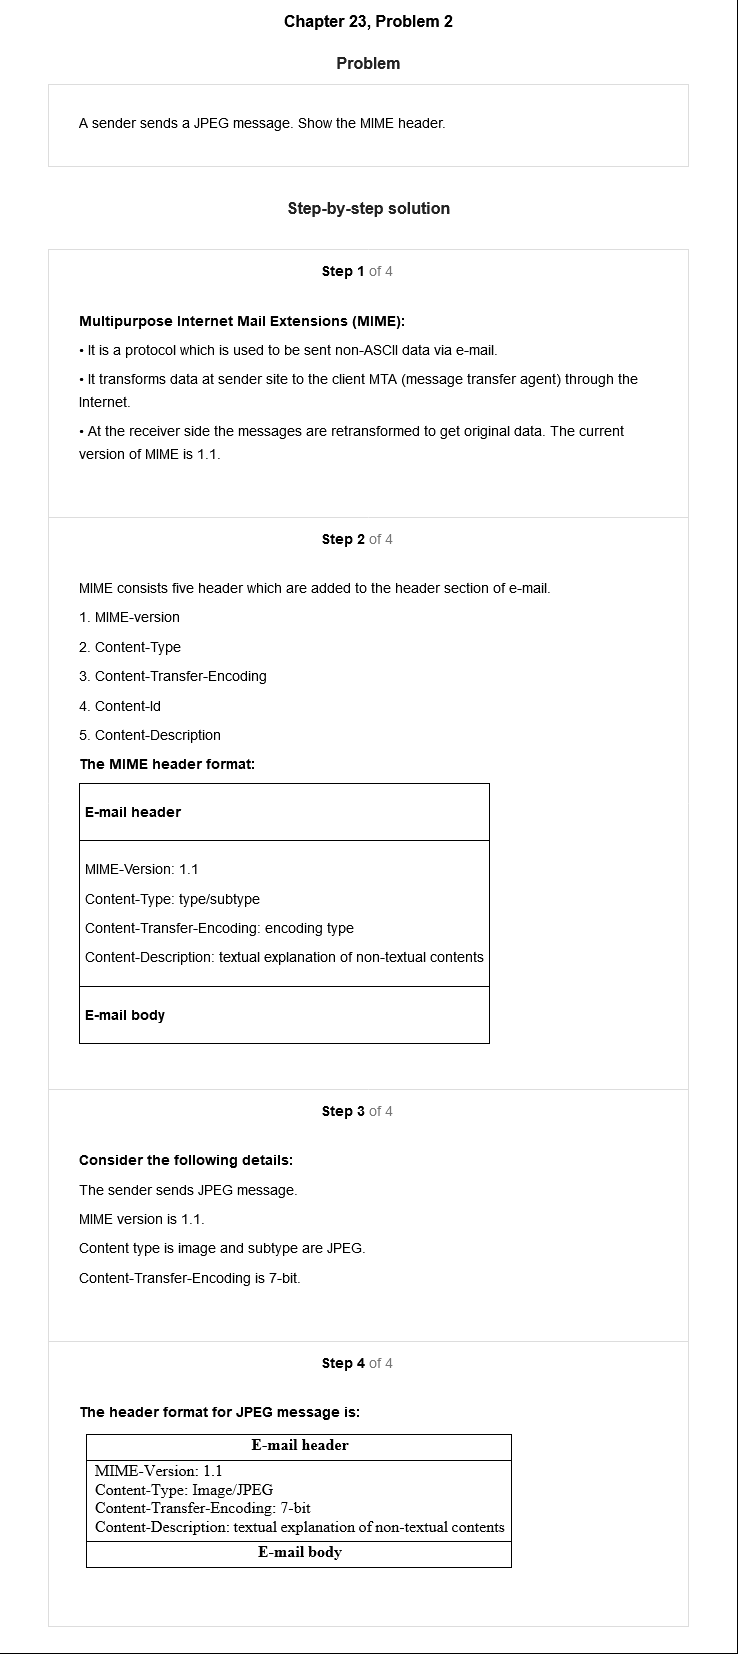 Chapter 23, Problem 2
Problem
A sender sends a JPEG message. Show the MIME header.
Step-by-step solution
Step 1 of 4
Multipurpose Internet Mail Extensions (MIME):
• It is a protocol which is used to be sent non-ASCII data via e-mail.
• It transforms data at sender site to the client MTA (message transfer agent) through the
Internet.
• At the receiver side the messages are retransformed to get original data. The current
version of MIME is 1.1.
Step 2 of 4
MIME consists five header which are added to the header section of e-mail.
1. MIME-version
2. Content-Type
3. Content-Transfer-Encoding
4. Content-Id
5. Content-Description
The MIME header format:
E-mail header
MIME-Version: 1.1
Content-Type: type/subtype
Content-Transfer-Encoding: encoding type
Content-Description: textual explanation of non-textual contents
E-mail body
Step 3 of 4
Consider the following details:
The sender sends JPEG message.
MIME version is 1.1.
Content type is image and subtype are JPEG.
Content-Transfer-Encoding is 7-bit.
Step 4 of 4
The header format for JPEG message is:
E-mail header
MIME-Version: 1.1
Content-Type: Image/JPEG
Content-Transfer-Encoding: 7-bit
Content-Description: textual explanation of non-textual contents
E-mail body